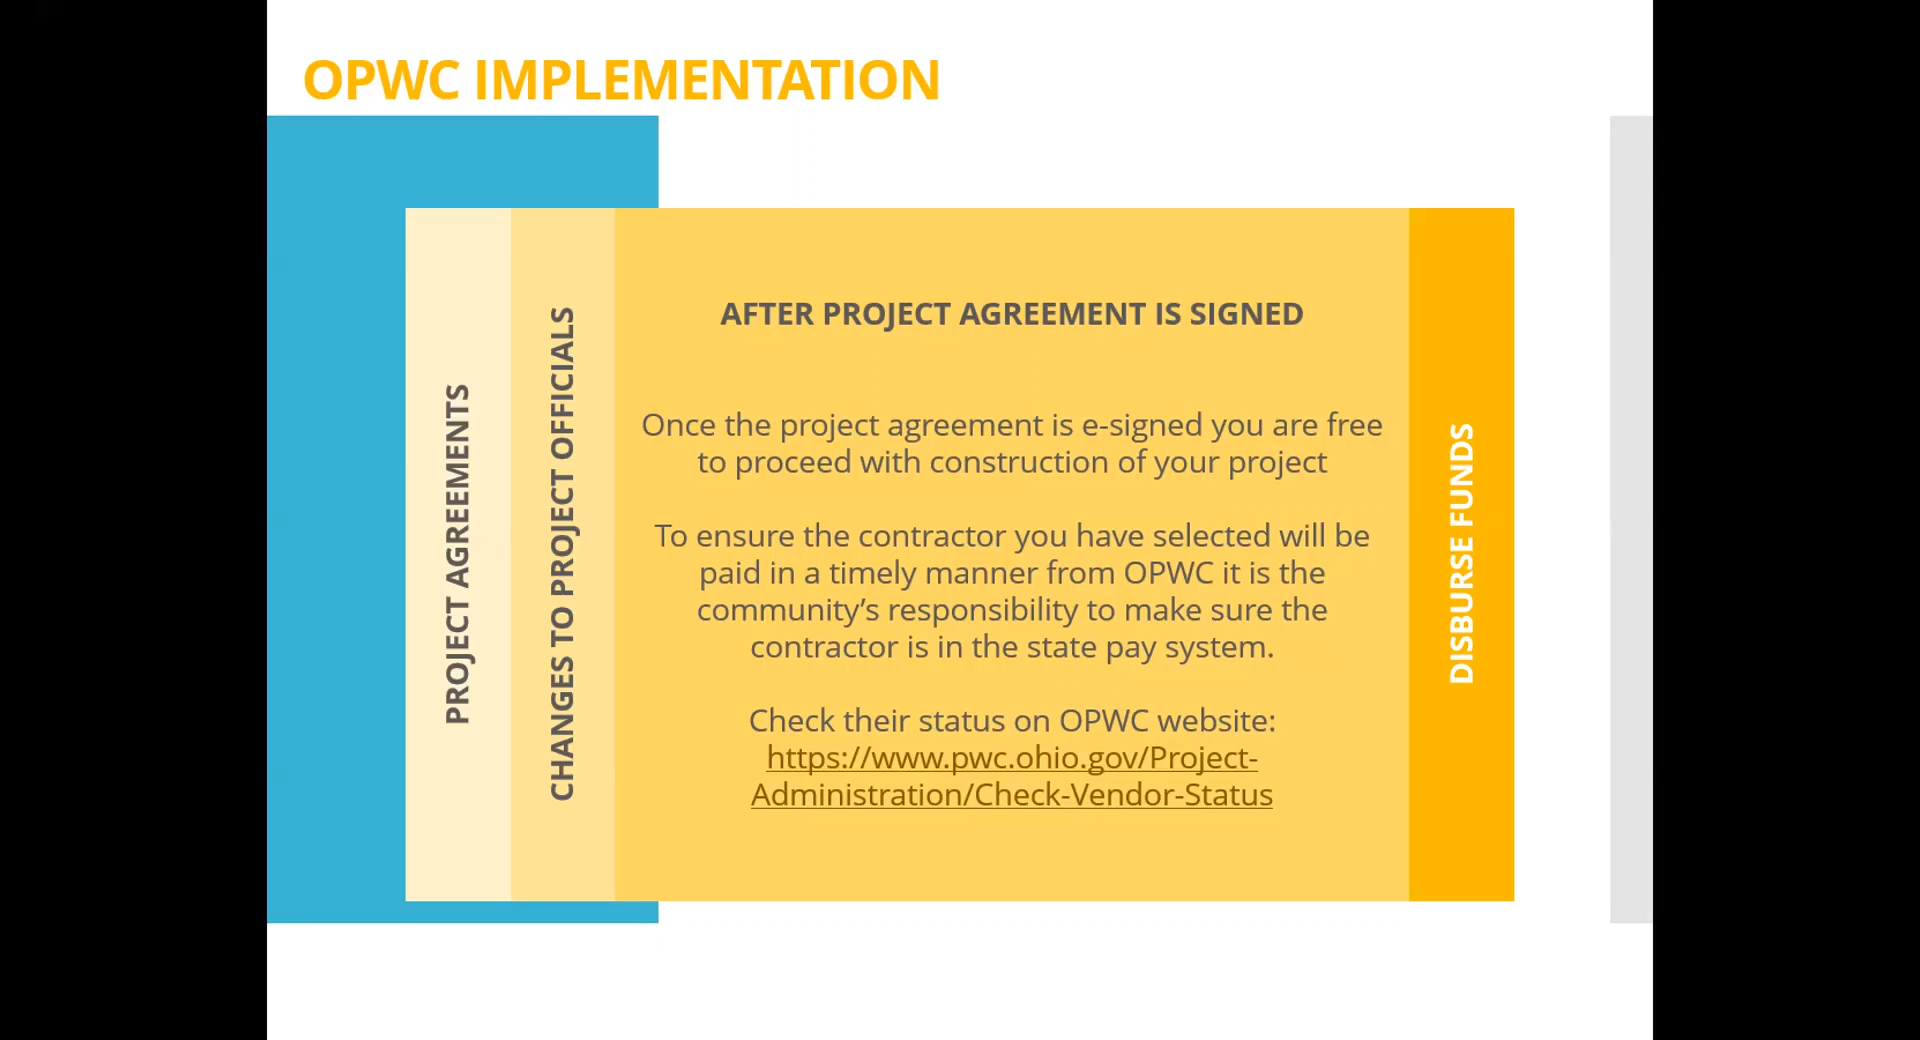 OPWC IMPLEMENTATION
PROJECT AGREEMENTS
CHANGES TO PROJECT OFFICIALS
AFTER PROJECT AGREEMENT IS SIGNED
Once the project agreement is e-signed you are free
to proceed with construction of your project
To ensure the contractor you have selected will be
paid in a timely manner from OPWC it is the
community’s responsibility to make sure the
contractor is in the state pay system.
Check their status on OPWC website:
https://www.pwc.ohio.gov/Project-
Administration/Check-Vendor-Status
DISBURSE FUNDS